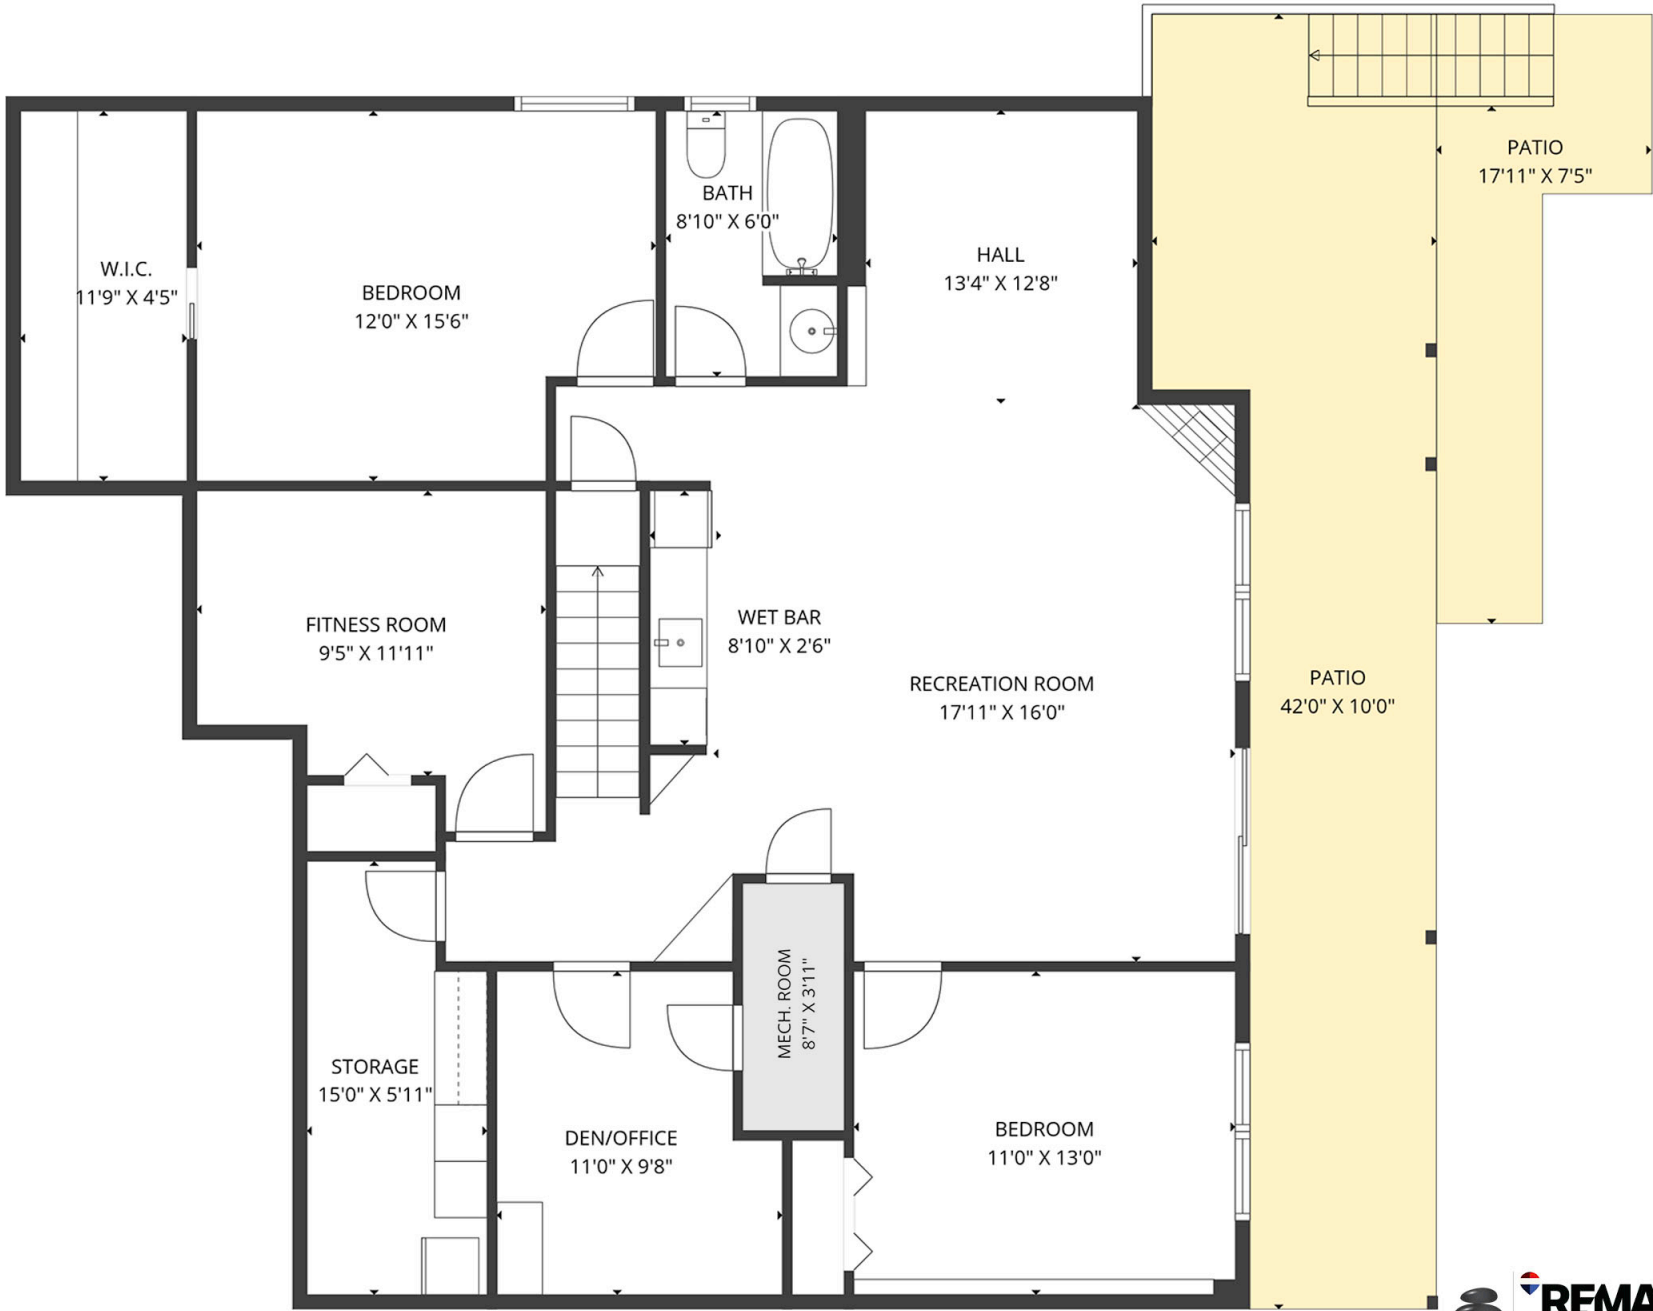 PATIO
17'11" X 7'5"
BATH
8'10" X 6'0"
HALL
13'4" X 12'8"
W.I.C.
11'9" X 4'5"
BEDROOM
12'0" X 15'6"
FITNESS ROOM
9'5" X 11'11"
WET BAR
8'10" X 2'6"
RECREATION ROOM
17'11" X 16'0"
PATIO
42'0" X 10'0"
MECH. ROOM
8'7" X 3'11"
STORAGE
15'0" X 5'11"
DEN/OFFICE
11'0" X 9'8"
BEDROOM
11'0" X 13'0"
REMA